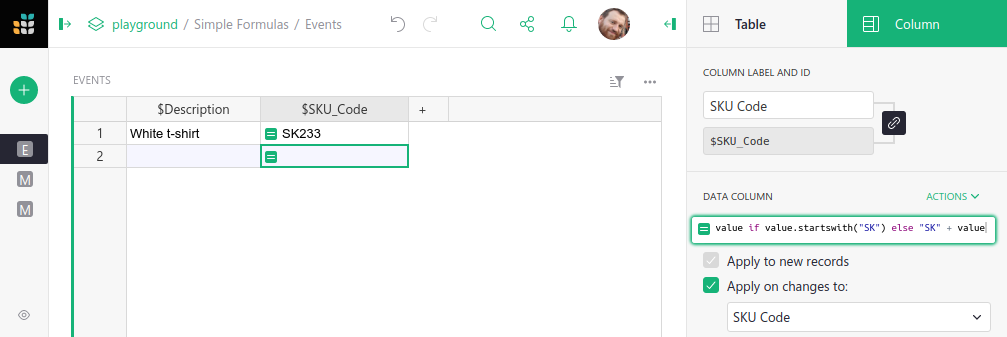 playground / Simple Formulas / Events
Table
Column
EVENTS
$Description
$SKU_Code
+
1
White t-shirt
= SK233
2
=
E
M
M
COLUMN LABEL AND ID
SKU Code
$SKU_Code
DATA COLUMN
ACTIONS
= value if value.startswith("SK") else "SK" + value
Apply to new records
Apply on changes to:
SKU Code